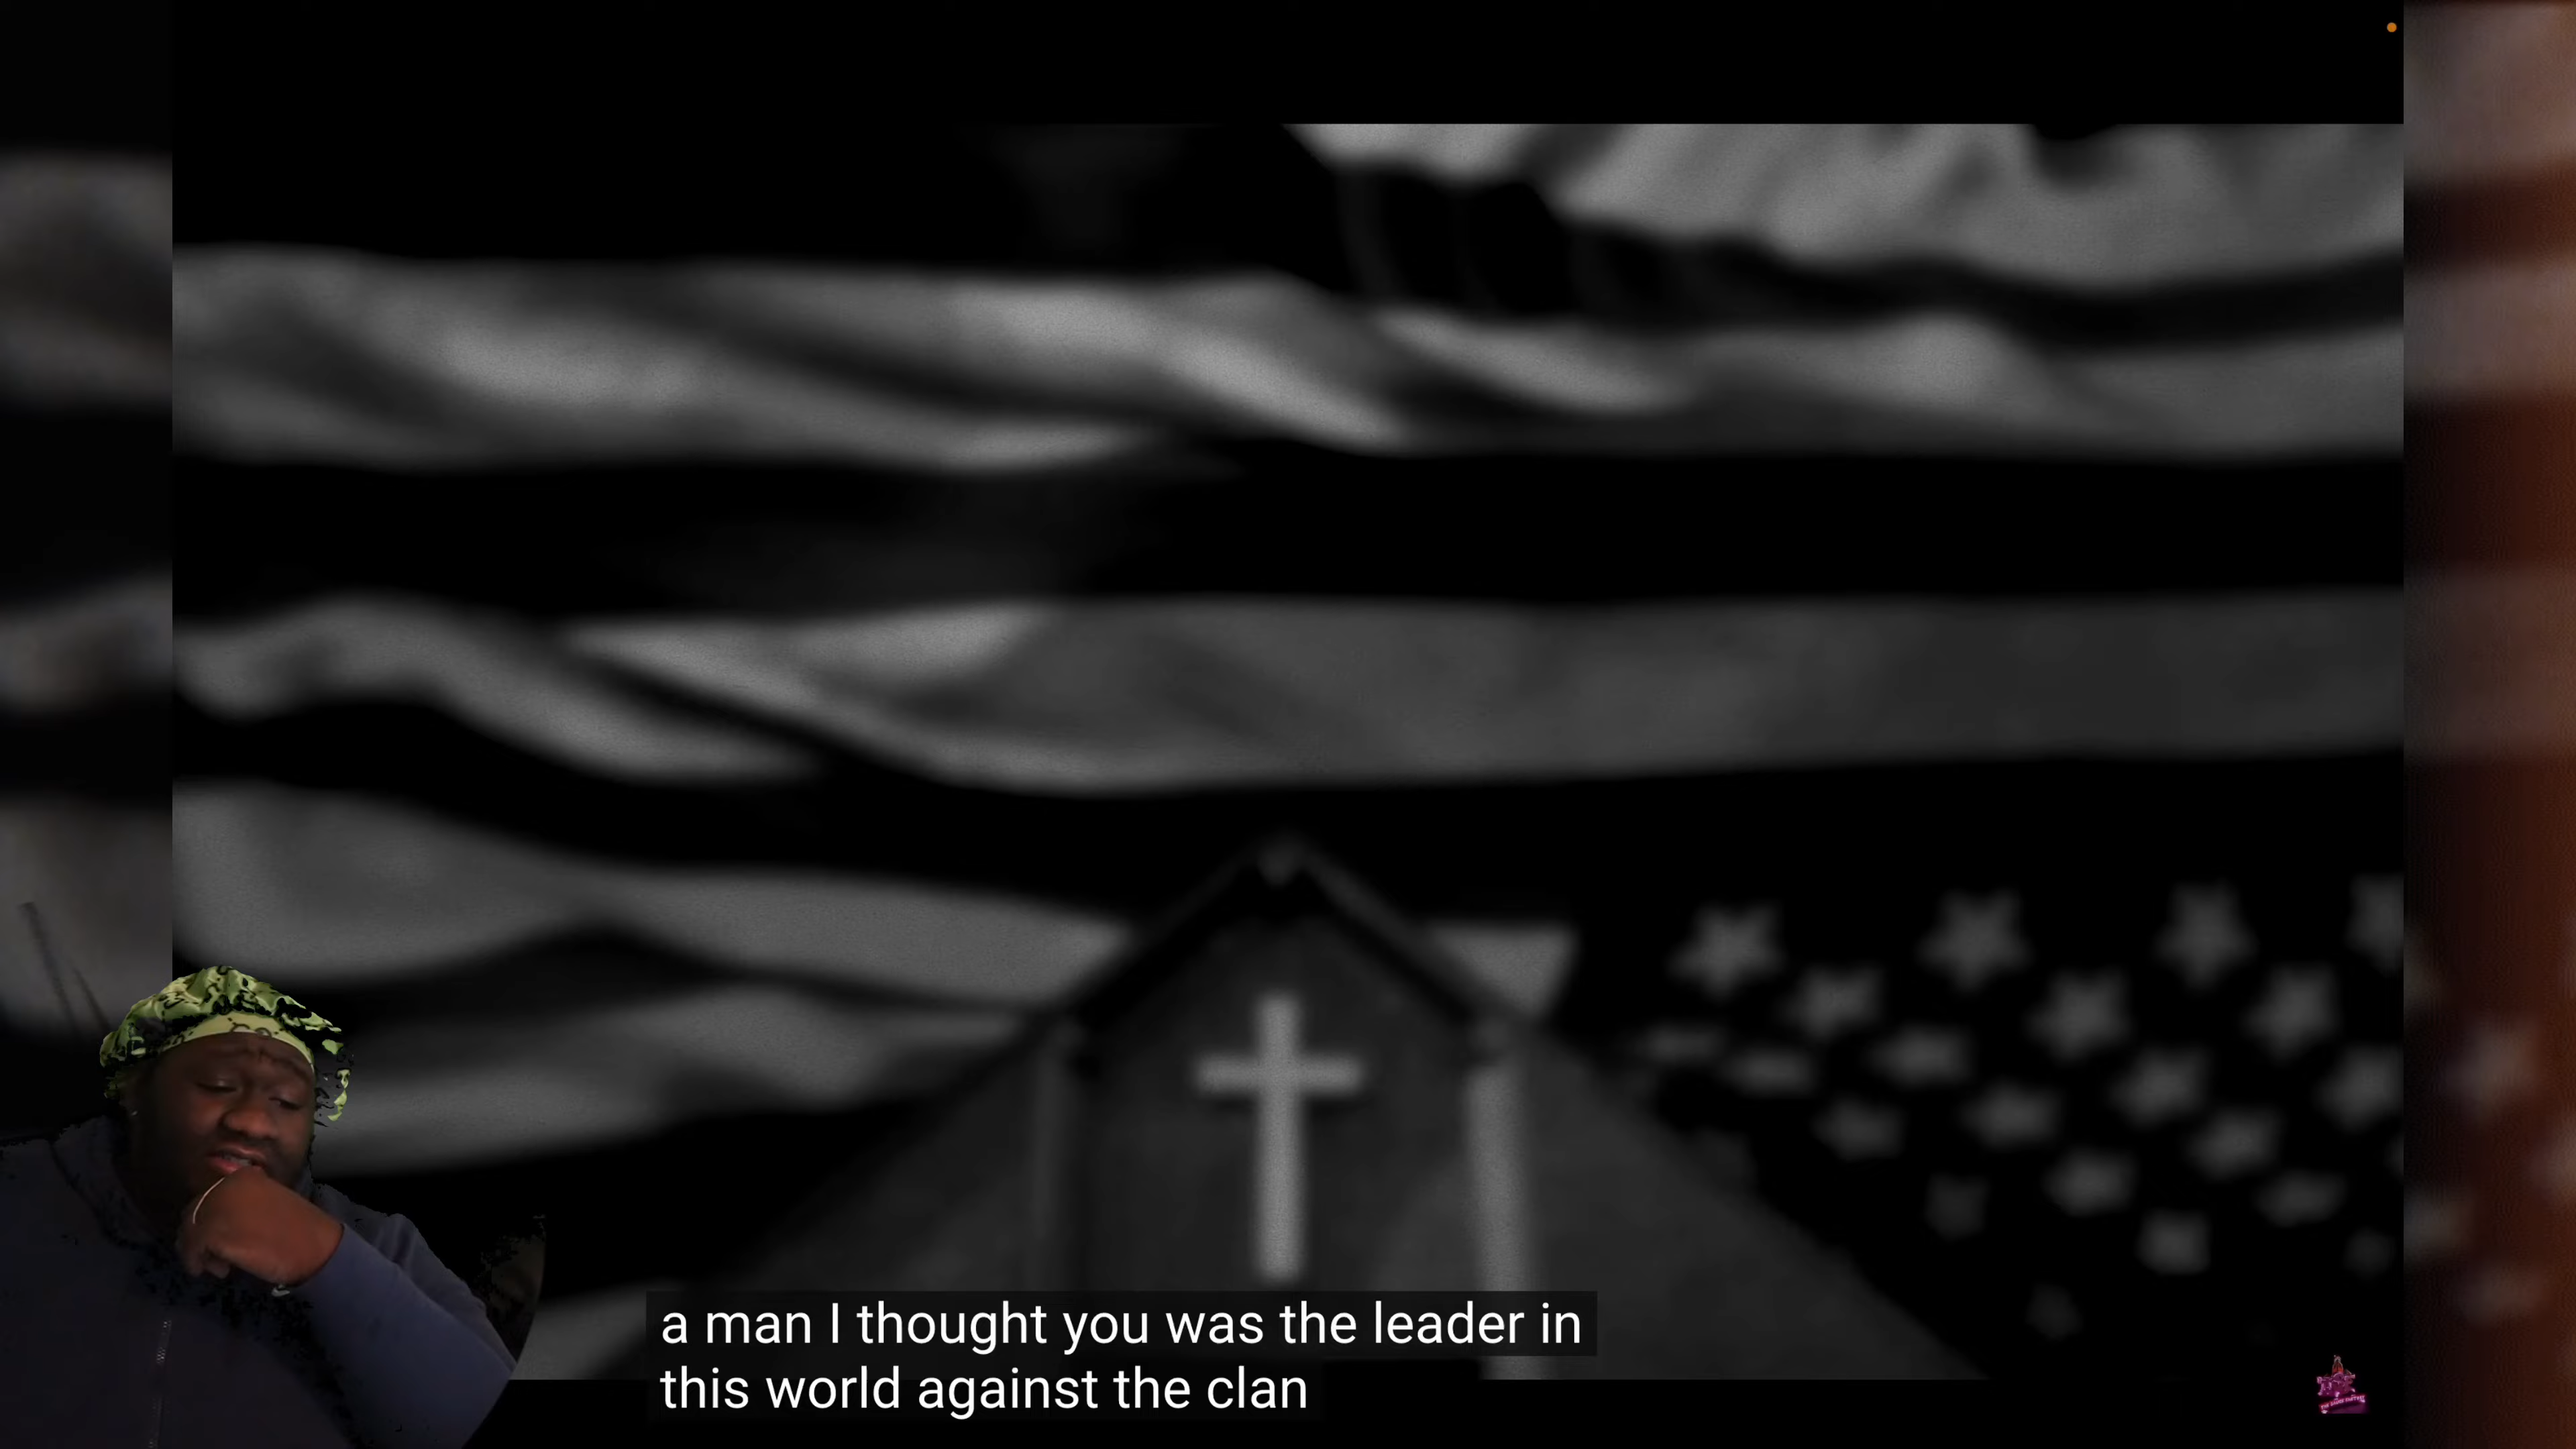 a man I thought you was the leader in
this world against the clan